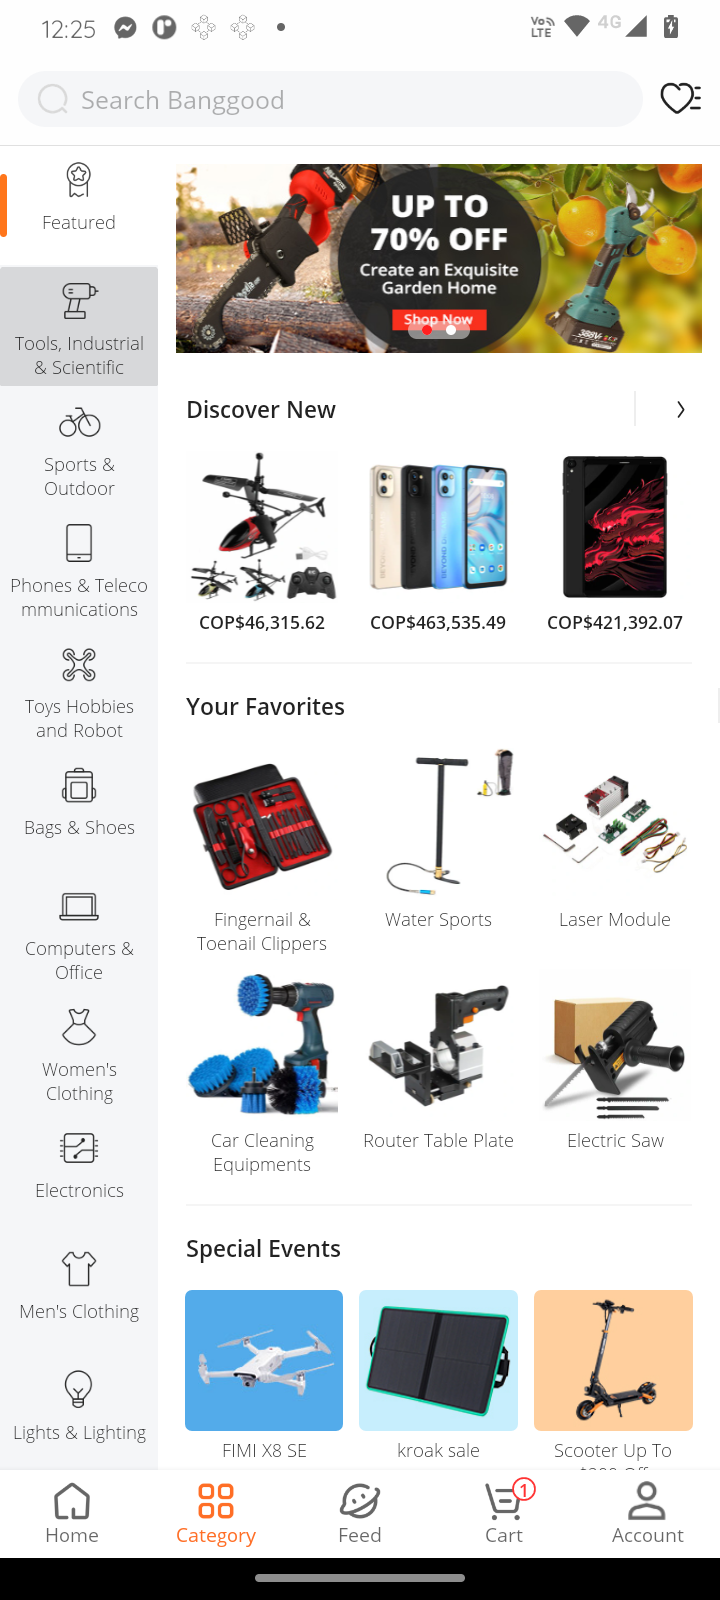 12:25
Vo
LTE
4G
Search Banggood
Featured
Tools, Industrial
& Scientific
Sports &
Outdoor
Phones & Teleco
mmunications
Toys Hobbies
and Robot
Bags & Shoes
Computers &
Office
Women's
Clothing
Electronics
Men's Clothing
Lights & Lighting
UP TO
70% OFF
Create an Exquisite
Garden Home
Shop Now
Discover New
COP$46,315.62
COP$463,535.49
COP$421,392.07
Your Favorites
Fingernail &
Toenail Clippers
Water Sports
Laser Module
Car Cleaning
Equipments
Router Table Plate
Electric Saw
Special Events
FIMI X8 SE
kroak sale
Scooter Up To
Home
Category
Feed
1
Cart
Account